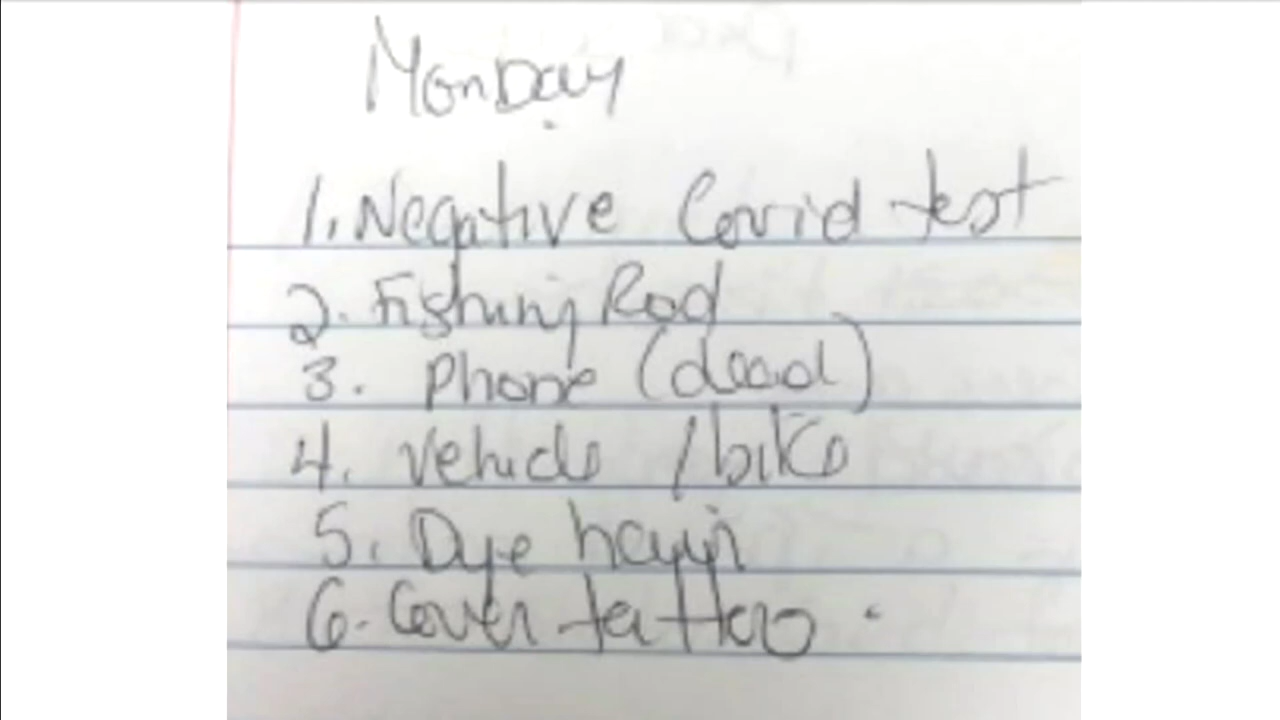 Monday
1. Negative Covid test
2. Fishing Rod
3. Phone (dead)
4. Vehicle /bike
5. Dye hayir
6. Cover tattoo